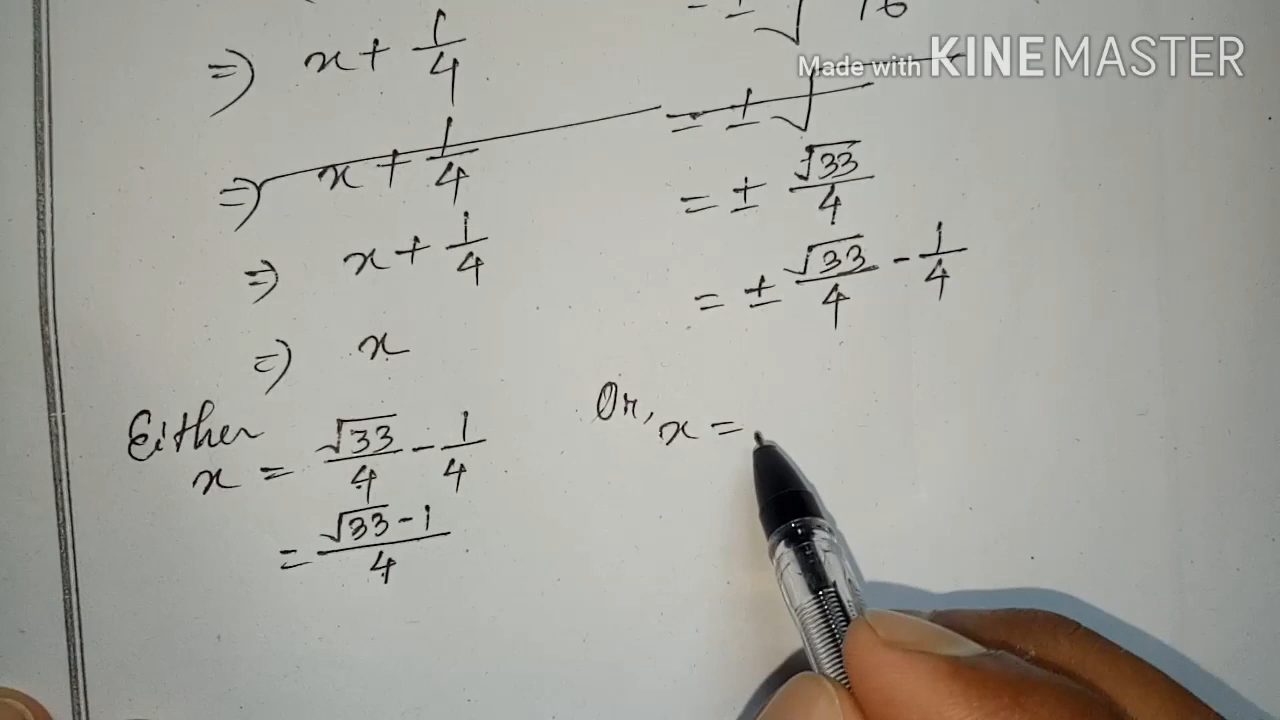 = ± √ 16
⇒ x + 1/4
Made with KINEMASTER
= ± √
⇒ x + 1/4
= ± √33/4
⇒ x + 1/4
= ± √33/4 - 1/4
⇒ x
Either
x = √33/4 - 1/4
= √33 - 1/4
Or, x =